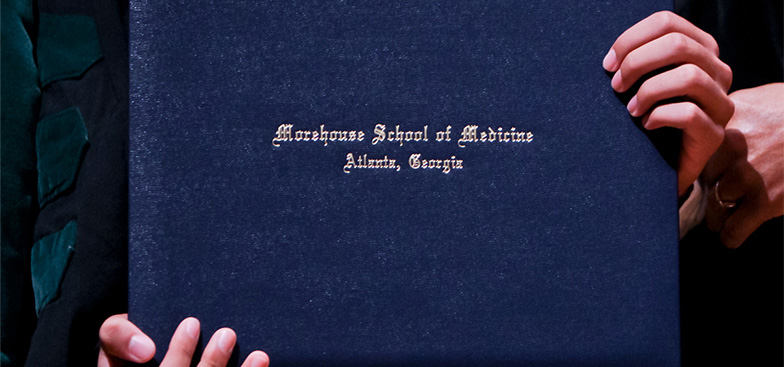 Morehouse School of Medicine
Atlanta, Georgia